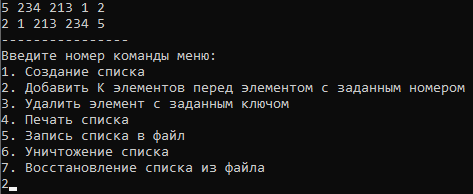 5 234 213 1 2
2 1 213 234 5
----------------
Введите номер команды меню:
1. Создание списка
2. Добавить К элементов перед элементом с заданным номером
3. Удалить элемент с заданным ключом
4. Печать списка
5. Запись списка в файл
6. Уничтожение списка
7. Восстановление списка из файла
2